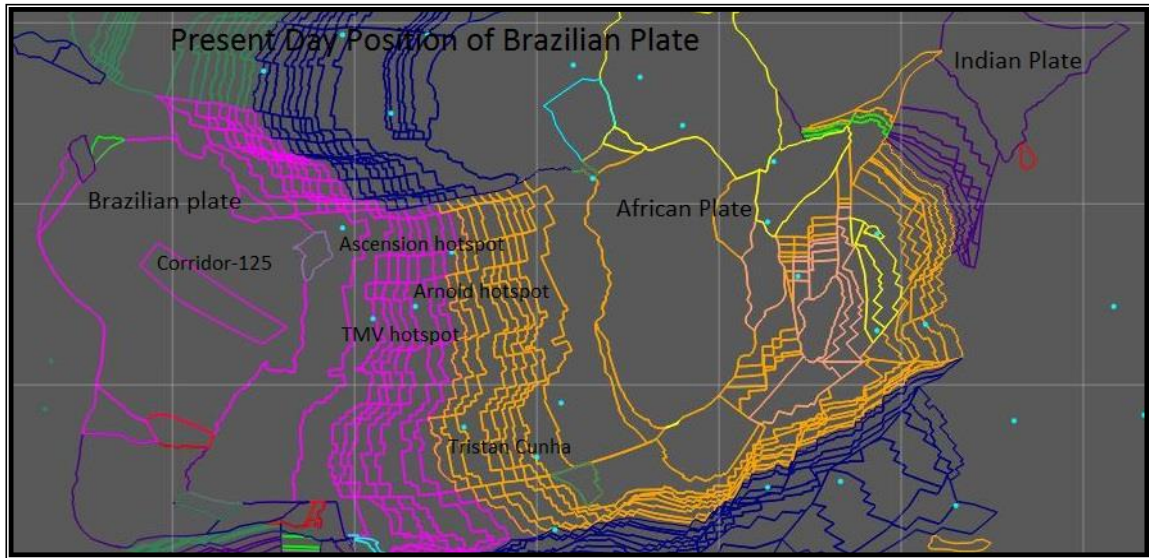 Present Day Position of Brazilian Plate
Indian Plate
Brazilian plate
African Plate
Ascension hotspot
Corridor-125
Arnold hotspot
TMV hotspot
Tristan Cunha